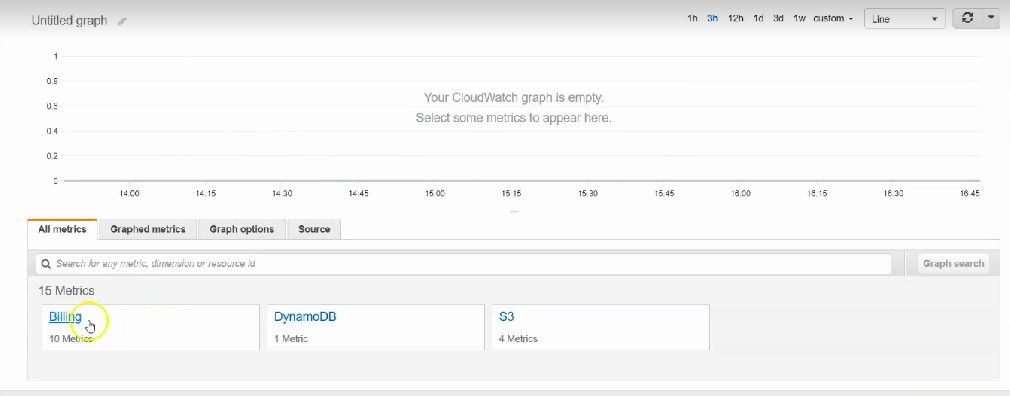 Untitled graph
1h 3h 12h 1d 3d 1w custom Line
1
0.8
0.6
0.4
0.2
0
Your CloudWatch graph is empty.
Select some metrics to appear here.
14:00 14:15 14:30 14:45 15:00 15:15 15:30 15:45 16:00 16:15 16:30 16:45
All metrics Graphed metrics Graph options Source
Search for any metric, dimension or resource id Graph search
15 Metrics
Billing DynamoDB S3
10 Metrics 1 Metric 4 Metrics